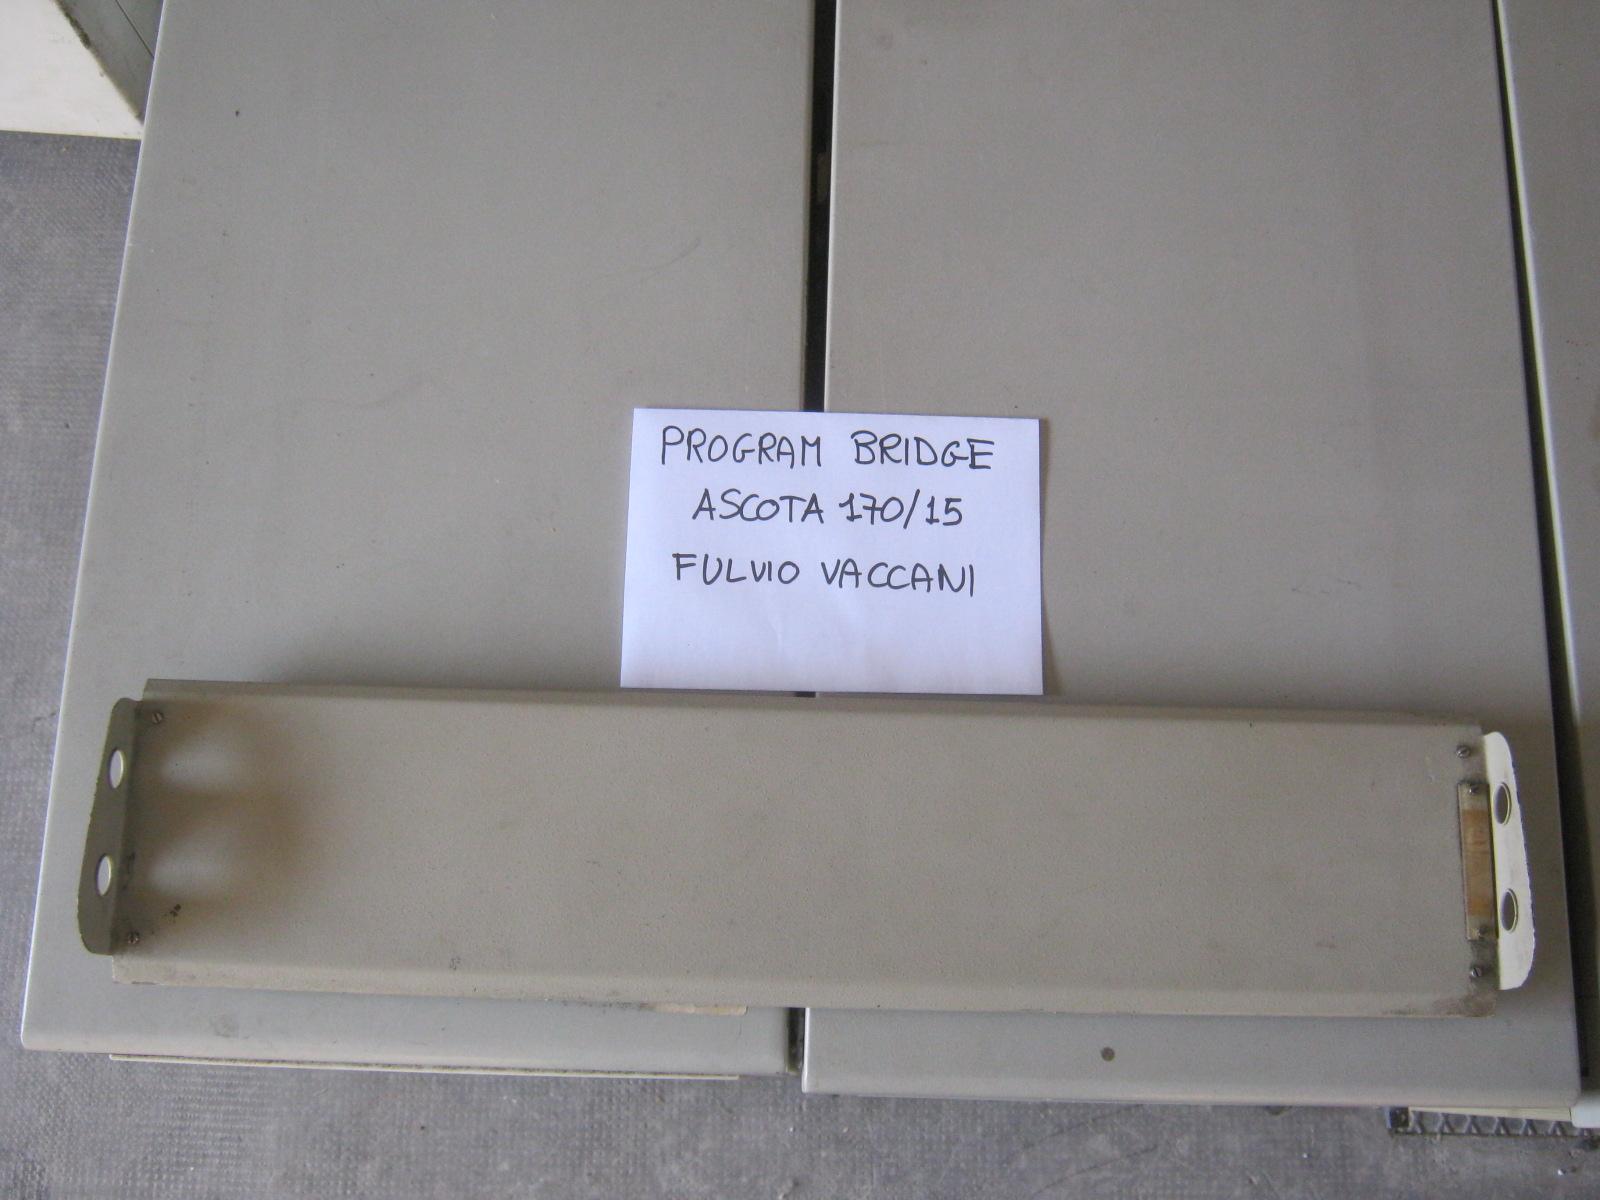 PROGRAM BRIDGE
ASCOTA 170/15
FULVIO VACCANI